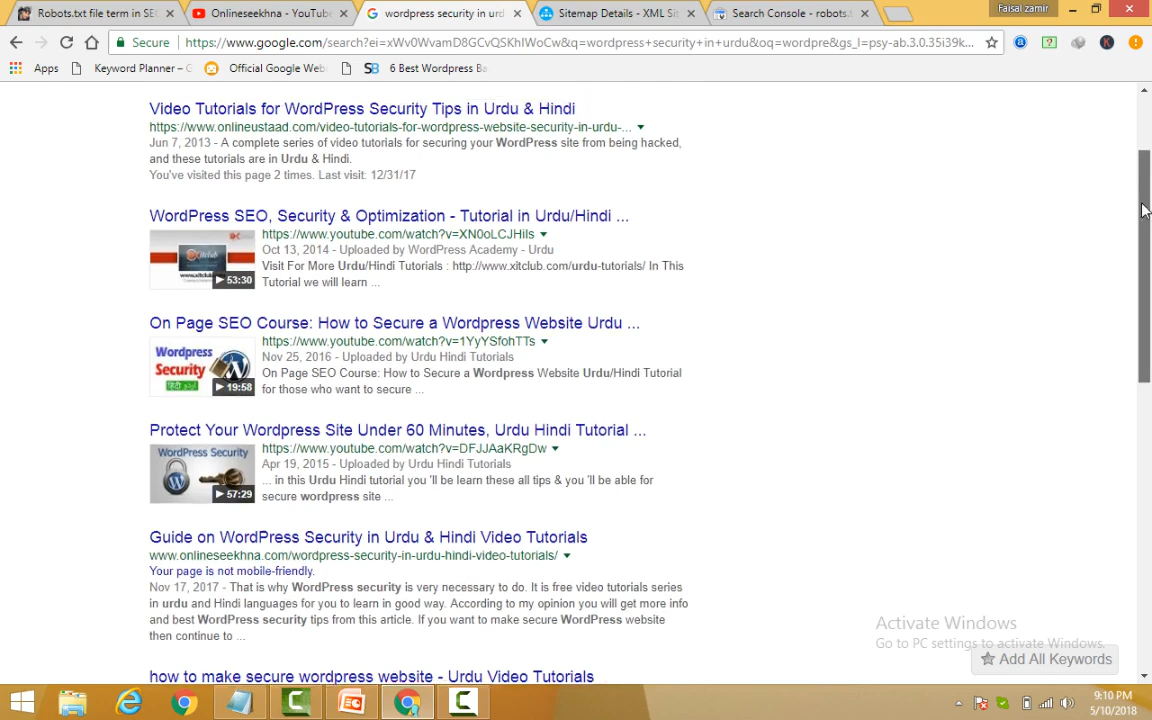 Robots.txt file term in SE
Onlineseekhna - YouTube
wordpress security in urd
Sitemap Details - XML Sit
Search Console - robots.t
Faisal zamir
Secure
https://www.google.com/search?ei=xWv0WvamD8GCvQSKhIWoCw&q=wordpress+security+in+urdu&oq=wordpre&gs_l=psy-ab.3.0.35i39k...
Apps
Keyword Planner – G
Official Google Web
SB
6 Best Wordpress Ba
Video Tutorials for WordPress Security Tips in Urdu & Hindi
https://www.onlineustaad.com/video-tutorials-for-wordpress-website-security-in-urdu-...
Jun 7, 2013 - A complete series of video tutorials for securing your WordPress site from being hacked,
and these tutorials are in Urdu & Hindi.
You've visited this page 2 times. Last visit: 12/31/17
WordPress SEO, Security & Optimization - Tutorial in Urdu/Hindi ...
https://www.youtube.com/watch?v=XN0oLCJHiIs
Oct 13, 2014 - Uploaded by WordPress Academy - Urdu
Visit For More Urdu/Hindi Tutorials : http://www.xitclub.com/urdu-tutorials/ In This
Tutorial we will learn ...
53:30
On Page SEO Course: How to Secure a Wordpress Website Urdu ...
https://www.youtube.com/watch?v=1YyYSfohTTs
Nov 25, 2016 - Uploaded by Urdu Hindi Tutorials
On Page SEO Course: How to Secure a Wordpress Website Urdu/Hindi Tutorial
for those who want to secure ...
Wordpress
Security
19:58
Protect Your Wordpress Site Under 60 Minutes, Urdu Hindi Tutorial ...
https://www.youtube.com/watch?v=DFJJAaKRgDw
Apr 19, 2015 - Uploaded by Urdu Hindi Tutorials
... in this Urdu Hindi tutorial you 'll be learn these all tips & you 'll be able for
secure wordpress site ...
WordPress Security
57:29
Guide on WordPress Security in Urdu & Hindi Video Tutorials
www.onlineseekhna.com/wordpress-security-in-urdu-hindi-video-tutorials/
Your page is not mobile-friendly.
Nov 17, 2017 - That is why WordPress security is very necessary to do. It is free video tutorials series
in urdu and Hindi languages for you to learn in good way. According to my opinion you will get more info
and best WordPress security tips from this article. If you want to make secure WordPress website
then continue to ...
how to make secure wordpress website - Urdu Video Tutorials
Activate Windows
Go to PC settings to activate Windows.
Add All Keywords
9:10 PM
5/10/2018